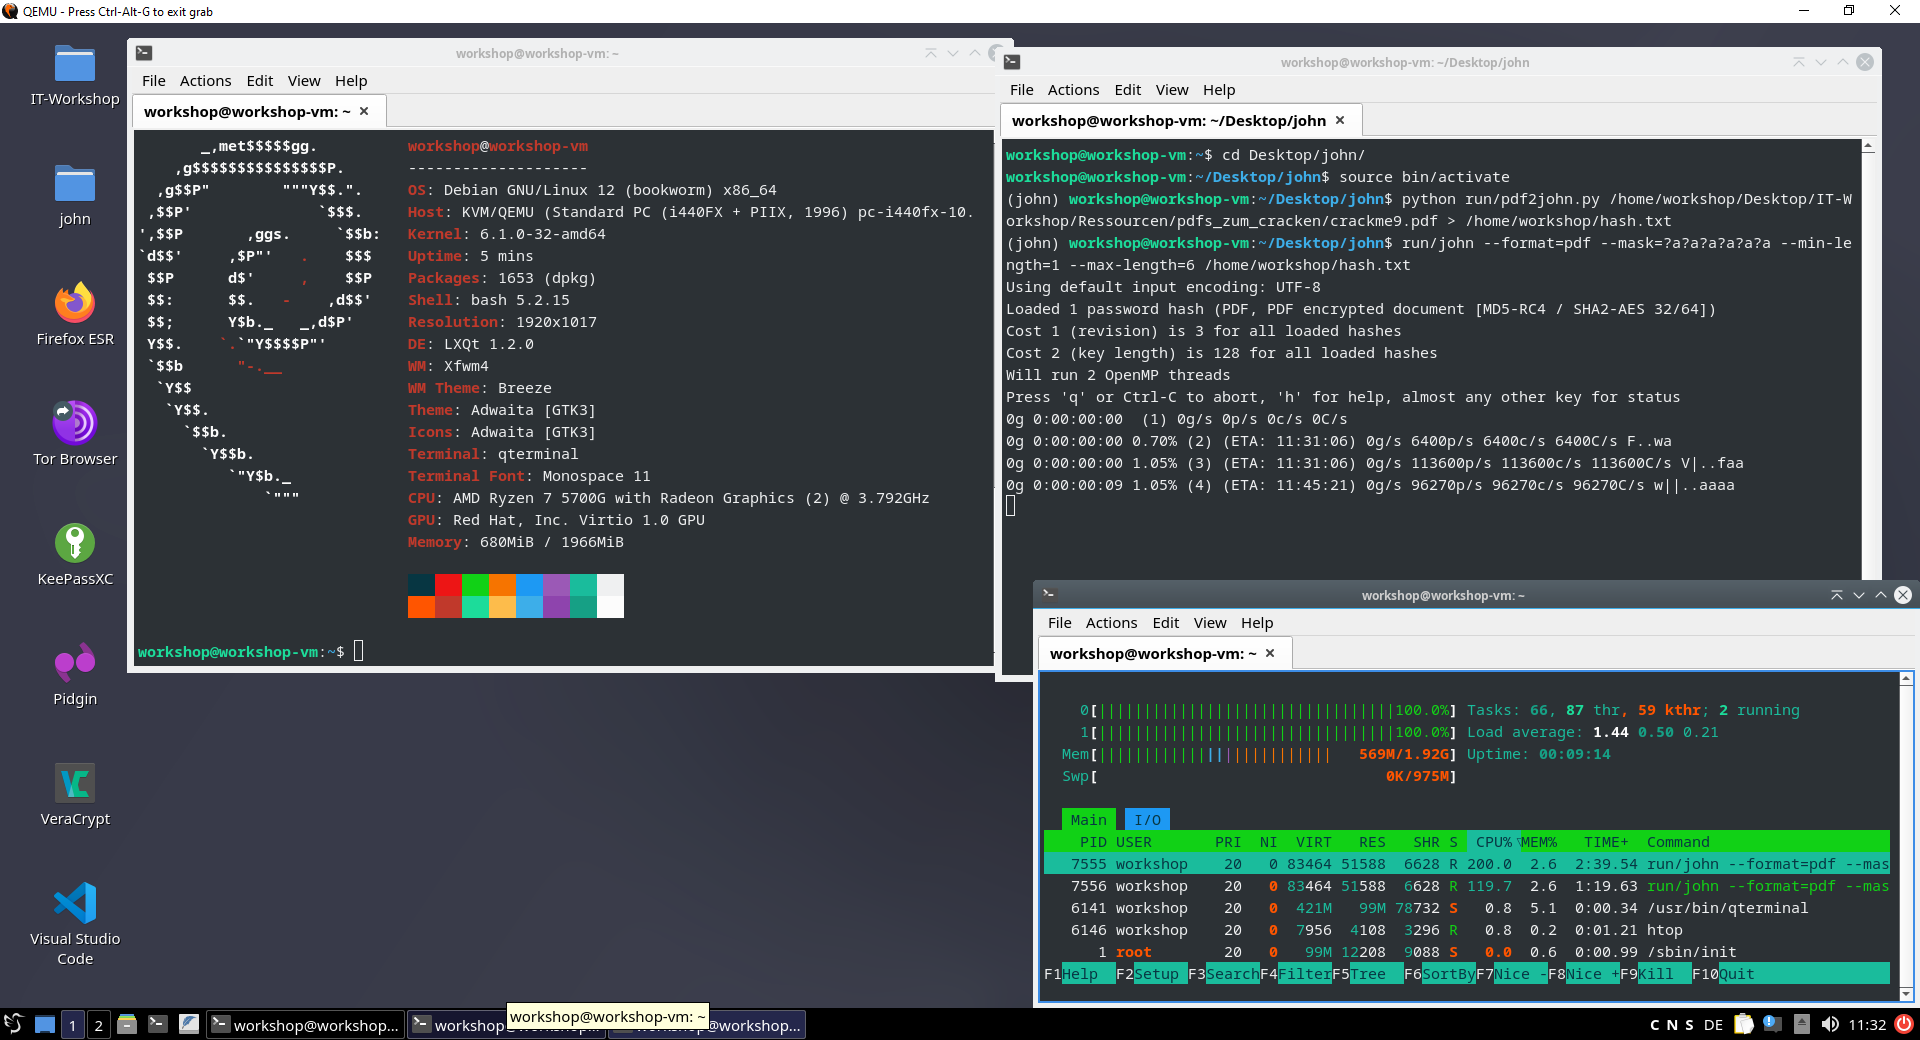 QEMU - Press Ctrl-Alt-G to exit grab
IT-Workshop
john
Firefox ESR
Tor Browser
KeePassXC
Pidgin
VeraCrypt
Visual Studio
Code
workshop@workshop-vm: ~
File Actions Edit View Help
workshop@workshop-vm: ~
_,met$$$$$gg.
,g$$$$$$$$$$$$$$$P.
,g$$P" """Y$$.".
,$$P' `$$$.
',$$P ,ggs. `$$b:
`d$$' ,$P"' . $$$
$$P d$' , $$P
$$: $$. - ,d$$'
$$; Y$b._ _,d$P'
Y$$. `.`"Y$$$$P"'
`$$b "-.__
`Y$$
`Y$$.
`$$b.
`Y$$b.
`"Y$b._
`"""
workshop@workshop-vm
--------------------
OS: Debian GNU/Linux 12 (bookworm) x86_64
Host: KVM/QEMU (Standard PC (i440FX + PIIX, 1996) pc-i440fx-10.
Kernel: 6.1.0-32-amd64
Uptime: 5 mins
Packages: 1653 (dpkg)
Shell: bash 5.2.15
Resolution: 1920x1017
DE: LXQt 1.2.0
WM: Xfwm4
WM Theme: Breeze
Theme: Adwaita [GTK3]
Icons: Adwaita [GTK3]
Terminal: qterminal
Terminal Font: Monospace 11
CPU: AMD Ryzen 7 5700G with Radeon Graphics (2) @ 3.792GHz
GPU: Red Hat, Inc. Virtio 1.0 GPU
Memory: 680MiB / 1966MiB
workshop@workshop-vm:~$
workshop@workshop-vm: ~/Desktop/john
File Actions Edit View Help
workshop@workshop-vm: ~/Desktop/john
workshop@workshop-vm:~$ cd Desktop/john/
workshop@workshop-vm:~/Desktop/john$ source bin/activate
(john) workshop@workshop-vm:~/Desktop/john$ python run/pdf2john.py /home/workshop/Desktop/IT-W
orkshop/Ressourcen/pdfs_zum_cracken/crackme9.pdf > /home/workshop/hash.txt
(john) workshop@workshop-vm:~/Desktop/john$ run/john --format=pdf --mask=?a?a?a?a?a?a --min-le
ngth=1 --max-length=6 /home/workshop/hash.txt
Using default input encoding: UTF-8
Loaded 1 password hash (PDF, PDF encrypted document [MD5-RC4 / SHA2-AES 32/64])
Cost 1 (revision) is 3 for all loaded hashes
Cost 2 (key length) is 128 for all loaded hashes
Will run 2 OpenMP threads
Press 'q' or Ctrl-C to abort, 'h' for help, almost any other key for status
0g 0:00:00:00 (1) 0g/s 0p/s 0c/s 0C/s
0g 0:00:00:00 0.70% (2) (ETA: 11:31:06) 0g/s 6400p/s 6400c/s 6400C/s F..wa
0g 0:00:00:00 1.05% (3) (ETA: 11:31:06) 0g/s 113600p/s 113600c/s 113600C/s V|..faa
0g 0:00:00:09 1.05% (4) (ETA: 11:45:21) 0g/s 96270p/s 96270c/s 96270C/s w||..aaaa
workshop@workshop-vm: ~
File Actions Edit View Help
workshop@workshop-vm: ~
0[|||||||||||||||||||||||||||||||||100.0%] Tasks: 66, 87 thr, 59 kthr; 2 running
1[|||||||||||||||||||||||||||||||||100.0%] Load average: 1.44 0.50 0.21
Mem[|||||||||||||||||||||||||| 569M/1.92G] Uptime: 00:09:14
Swp[ 0K/975M]
Main I/O
PID USER PRI NI VIRT RES SHR S CPU%▽MEM% TIME+ Command
7555 workshop 20 0 83464 51588 6628 R 200.0 2.6 2:39.54 run/john --format=pdf --mas
7556 workshop 20 0 83464 51588 6628 R 119.7 2.6 1:19.63 run/john --format=pdf --mas
6141 workshop 20 0 421M 99M 78732 S 0.8 5.1 0:00.34 /usr/bin/qterminal
6146 workshop 20 0 7956 4108 3296 R 0.8 0.2 0:01.21 htop
1 root 20 0 99M 12208 9088 S 0.0 0.6 0:00.99 /sbin/init
F1Help F2Setup F3SearchF4FilterF5Tree F6SortByF7Nice -F8Nice +F9Kill F10Quit
workshop@workshop-vm: ~
1 2 workshop@workshop... @workshop...
C N S DE 11:32